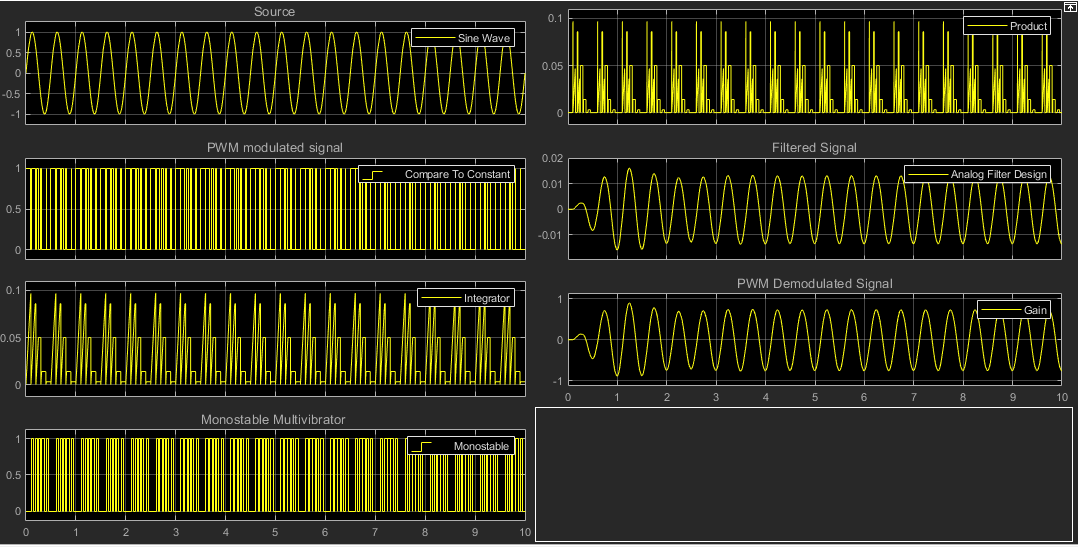 Source
Sine Wave
1
0.5
0
-0.5
-1
PWM modulated signal
Compare To Constant
1
0.5
0
Integrator
0.1
0.05
0
Monostable Multivibrator
Monostable
1
0.5
0
0 1 2 3 4 5 6 7 8 9 10
Product
0.1
0.05
0
Filtered Signal
Analog Filter Design
0.02
0.01
0
-0.01
PWM Demodulated Signal
Gain
1
0
-1
0 1 2 3 4 5 6 7 8 9 10